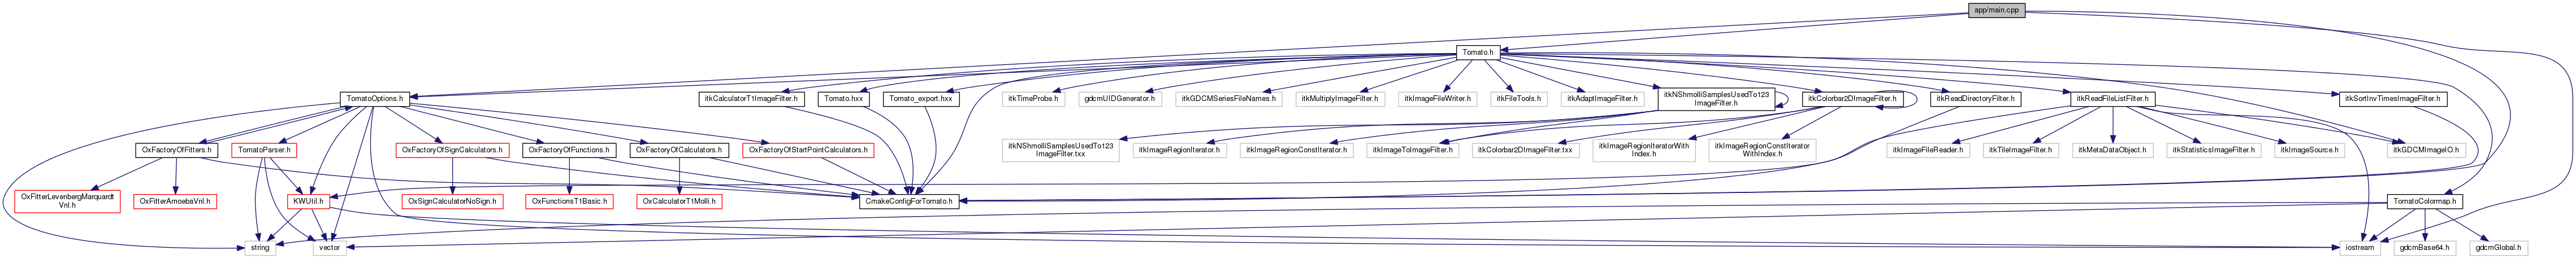 app/main.cpp
Tomato.h
TomatoOptions.h
itkCalculatorT1ImageFilter.h
Tomato.hxx
Tomato_export.hxx
itkTimeProbe.h
gdcmUIDGenerator.h
itkGDCMSeriesFileNames.h
itkMultiplyImageFilter.h
itkImageFileWriter.h
itkFileTools.h
itkAdaptImageFilter.h
itkNShmolliSamplesUsedTo123
ImageFilter.h
itkColorbar2DImageFilter.h
itkReadDirectoryFilter.h
itkReadFileListFilter.h
itkSortInvTimesImageFilter.h
OxFactoryOfFitters.h
TomatoParser.h
OxFactoryOfSignCalculators.h
OxFactoryOfFunctions.h
OxFactoryOfCalculators.h
OxFactoryOfStartPointCalculators.h
itkNShmolliSamplesUsedTo123
ImageFilter.txx
itkImageRegionIterator.h
itkImageRegionConstIterator.h
itkImageToImageFilter.h
itkColorbar2DImageFilter.txx
itkImageRegionIteratorWith
Index.h
itkImageRegionConstIterator
WithIndex.h
itkImageFileReader.h
itkTileImageFilter.h
itkMetaDataObject.h
itkStatisticsImageFilter.h
itkImageSource.h
itkGDCMImageIO.h
OxFitterLevenbergMarquardt
Vnl.h
OxFitterAmoebaVnl.h
KWUtil.h
OxSignCalculatorNoSign.h
OxFunctionsT1Basic.h
OxCalculatorT1Molli.h
CmakeConfigForTomato.h
TomatoColormap.h
string
vector
iostream
gdcmBase64.h
gdcmGlobal.h